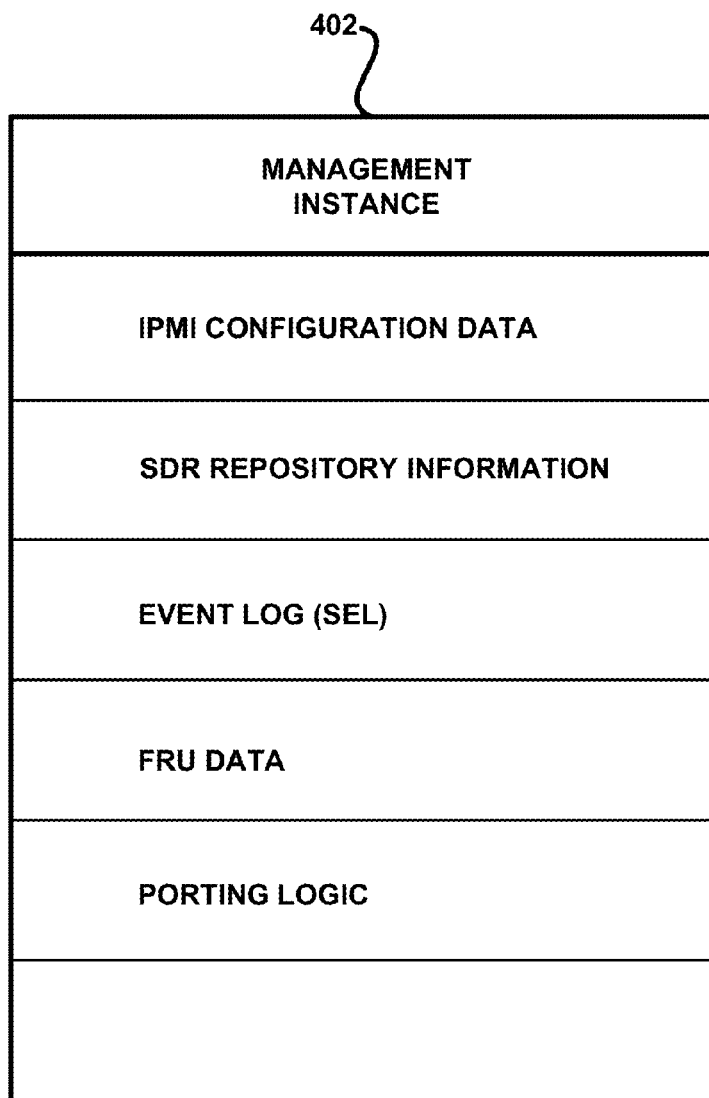 402
MANAGEMENT
INSTANCE
IPMI CONFIGURATION DATA
SDR REPOSITORY INFORMATION
EVENT LOG (SEL)
FRU DATA
PORTING LOGIC